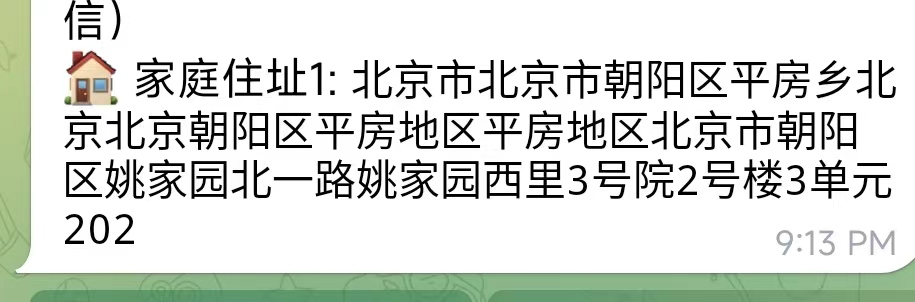 信）
🏠 家庭住址1: 北京市北京市朝阳区平房乡北
京北京朝阳区平房地区平房地区北京市朝阳
区姚家园北一路姚家园西里3号院2号楼3单元
202
9:13 PM